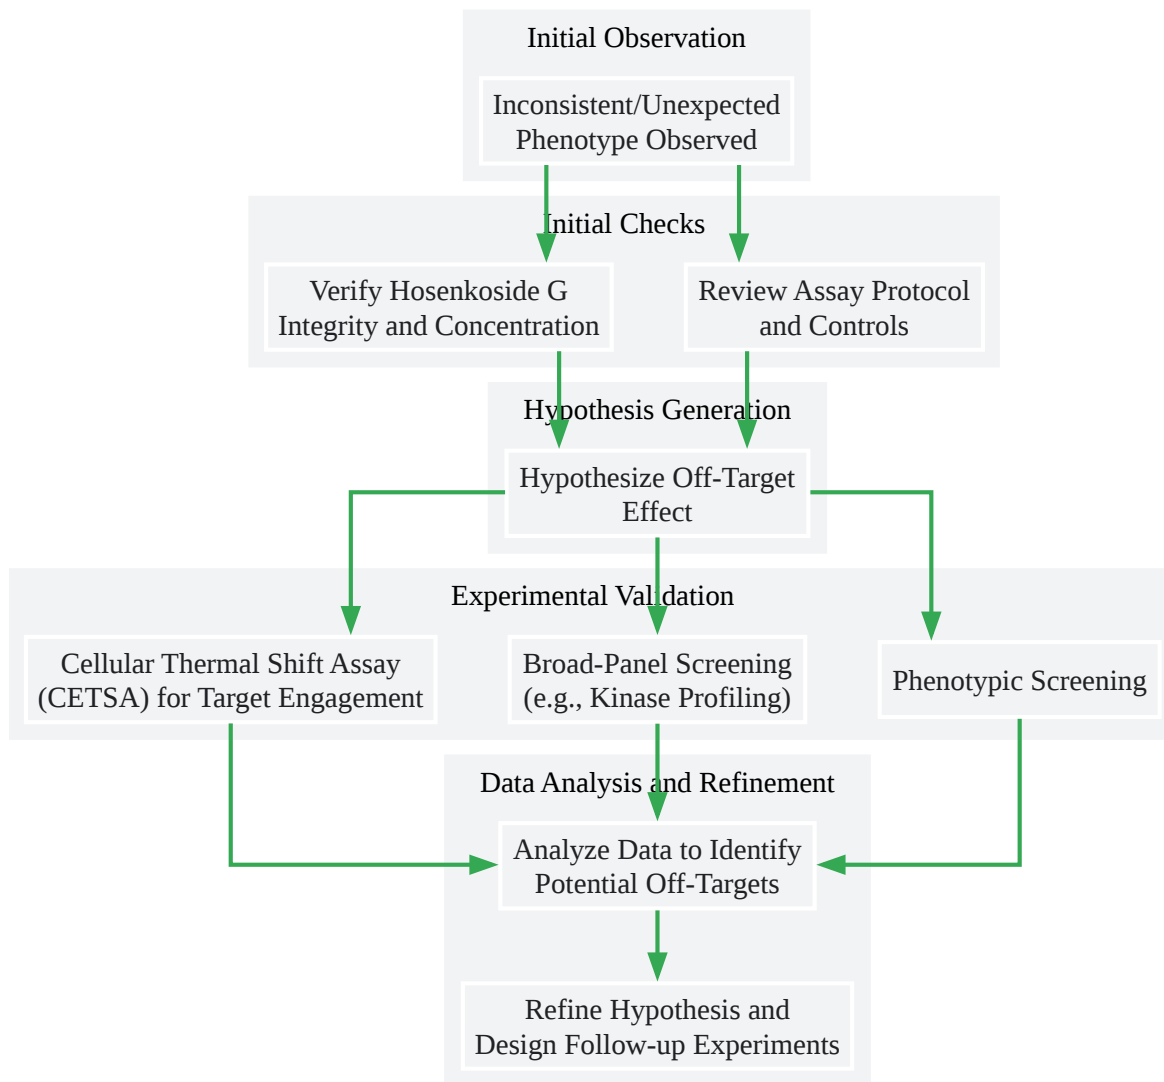 Initial Observation
Inconsistent/Unexpected
Phenotype Observed
Initial Checks
Verify Hosenkoside G
Integrity and Concentration
Review Assay Protocol
and Controls
Hypothesis Generation
Hypothesize Off-Target
Effect
Experimental Validation
Cellular Thermal Shift Assay
(CETSA) for Target Engagement
Broad-Panel Screening
(e.g., Kinase Profiling)
Phenotypic Screening
Data Analysis and Refinement
Analyze Data to Identify
Potential Off-Targets
Refine Hypothesis and
Design Follow-up Experiments